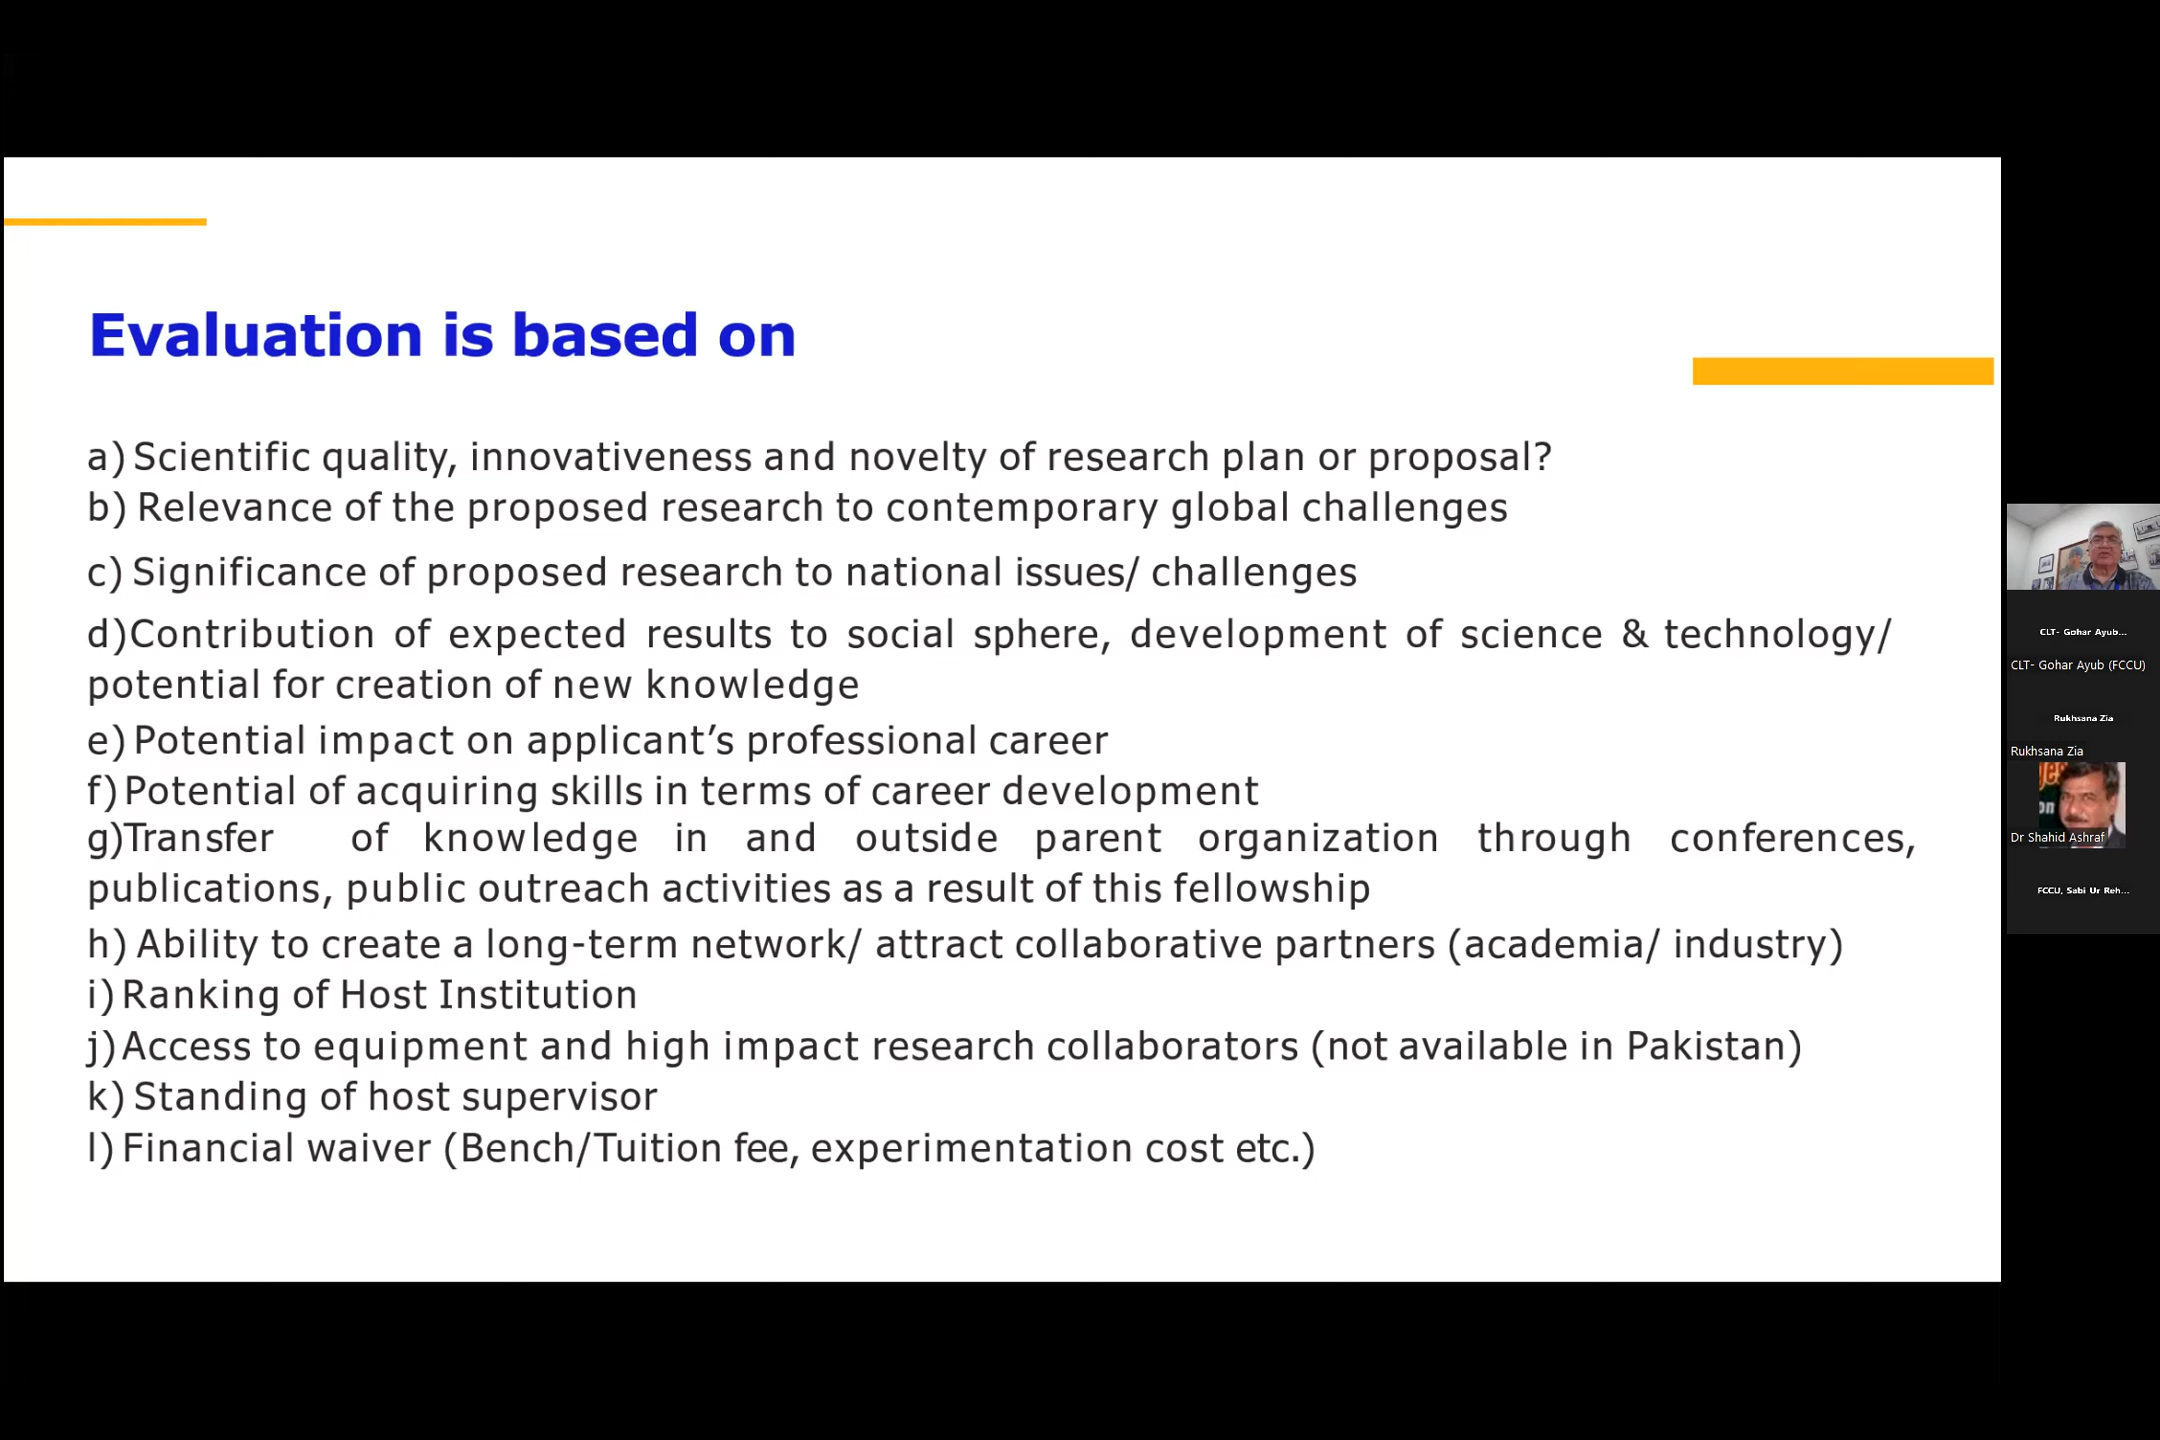 Evaluation is based on
a) Scientific quality, innovativeness and novelty of research plan or proposal?
b) Relevance of the proposed research to contemporary global challenges
c) Significance of proposed research to national issues/ challenges
d)Contribution of expected results to social sphere, development of science & technology/
potential for creation of new knowledge
e) Potential impact on applicant’s professional career
f) Potential of acquiring skills in terms of career development
g)Transfer of knowledge in and outside parent organization through conferences,
publications, public outreach activities as a result of this fellowship
h) Ability to create a long-term network/ attract collaborative partners (academia/ industry)
i) Ranking of Host Institution
j) Access to equipment and high impact research collaborators (not available in Pakistan)
k) Standing of host supervisor
l) Financial waiver (Bench/Tuition fee, experimentation cost etc.)
CLT- Gohar Ayub...
CLT- Gohar Ayub (FCCU)
Rukhsana Zia
Rukhsana Zia
Dr Shahid Ashraf
FCCU, Sabi Ur Reh...